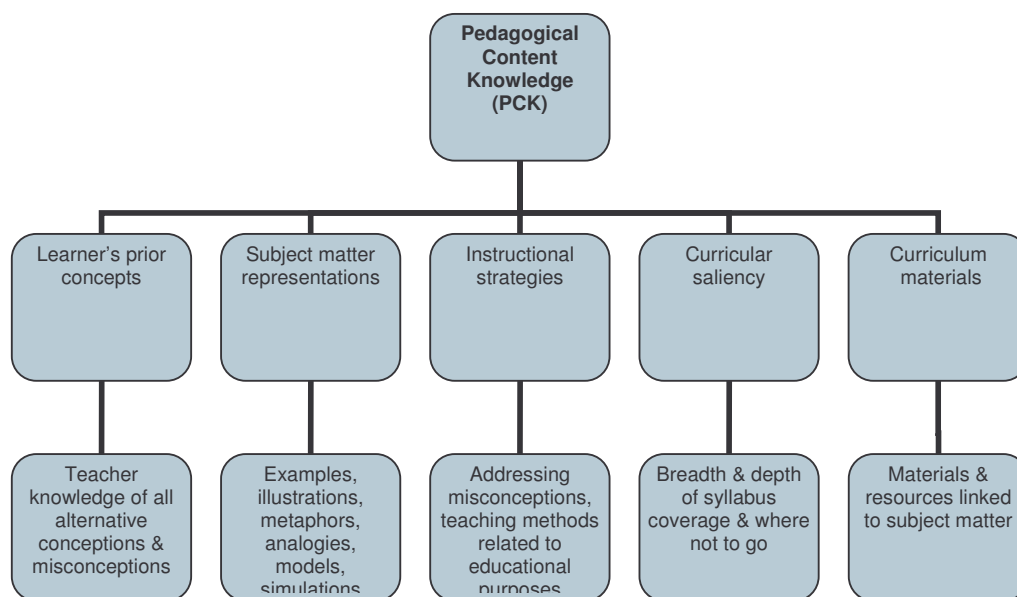 Pedagogical
Content
Knowledge
(PCK)
Learner's prior
concepts
Subject matter
representations
Instructional
strategies
Curricular
saliency
Curriculum
materials
Teacher
knowledge of all
alternative
conceptions &
misconceptions
Examples,
illustrations,
metaphors,
analogies,
models,
simulations
Addressing
misconceptions,
teaching methods
related to
educational
purposes
Breadth & depth
of syllabus
coverage & where
not to go
Materials &
resources linked
to subject matter